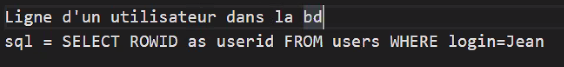 Ligne d'un utilisateur dans la bd
sql = SELECT ROWID as userid FROM users WHERE login=Jean